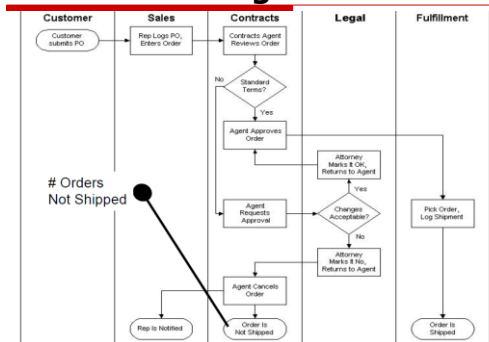 Customer
Sales
Contracts
Legal
Fulfillment
Customer
submits PO
Rep Logs PO,
Enters Order
Contracts Agent
Reviews Order
No
Standard
Terms?
Yes
Agent Approves
Order
Attorney
Marks It OK,
Returns to Agent
Yes
# Orders
Not Shipped
Agent
Requests
Approval
Changes
Acceptable?
Pick Order,
Log Shipment
No
Attorney
Marks It No,
Returns to Agent
Agent Cancels
Order
Rep Is Notified
Order Is
Not Shipped
Order Is
Shipped